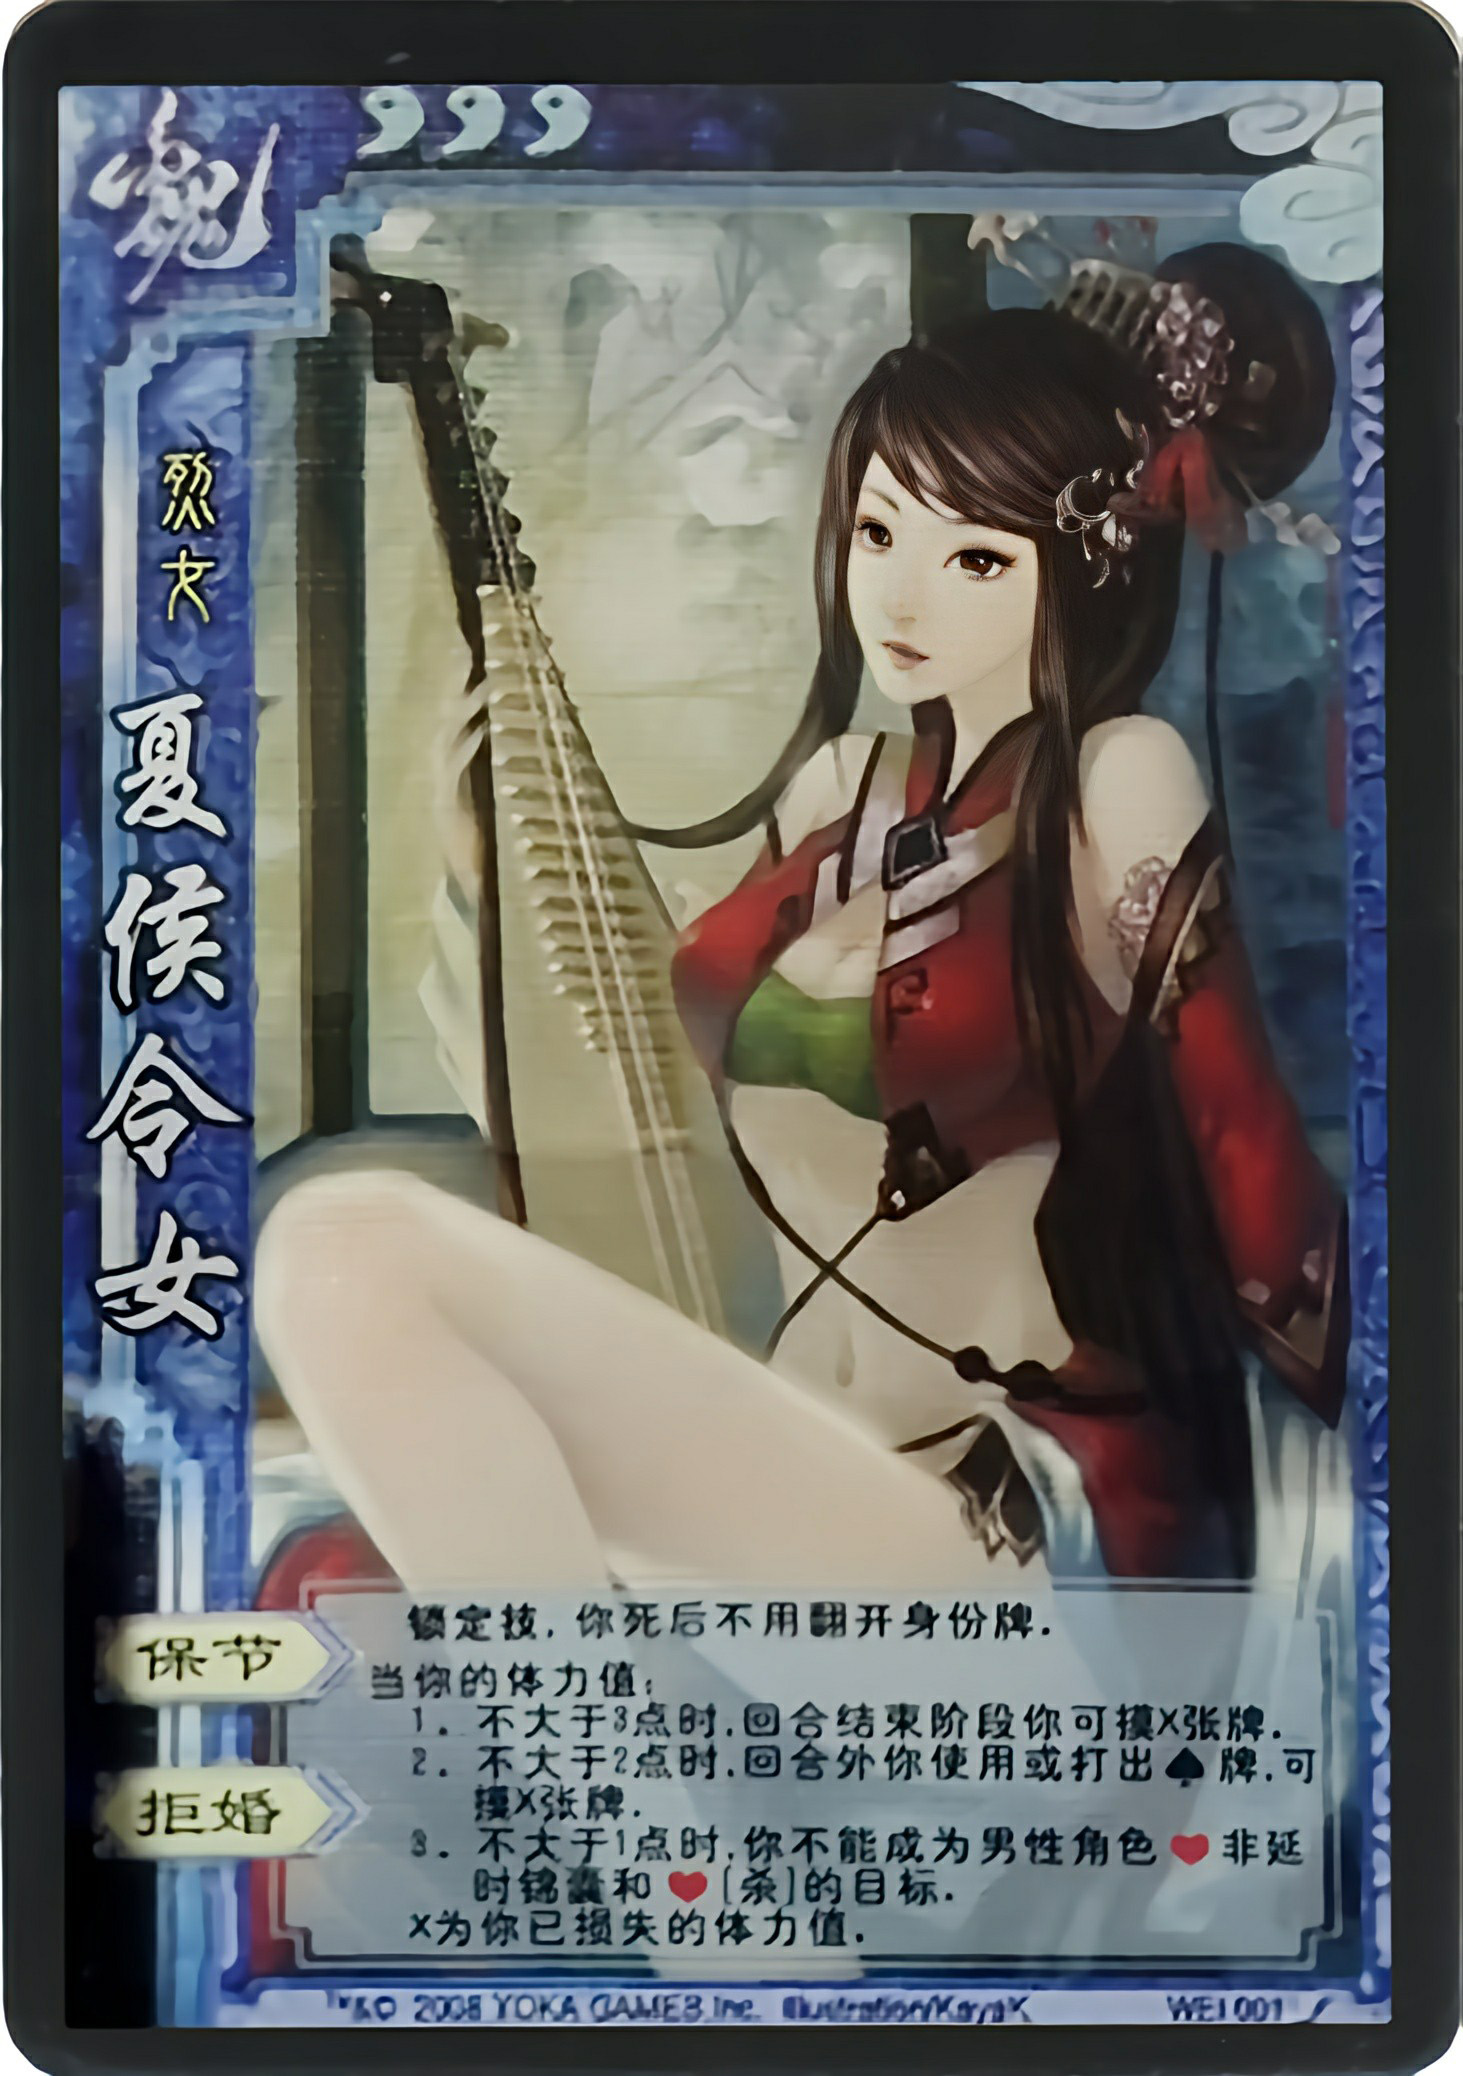 魏
烈女
夏侯令女
保节
锁定技，你死后不用翻开身份牌.
拒婚
当你的体力值：
1. 不大于3点时，回合结束阶段你可摸X张牌.
2. 不大于2点时，回合外你使用或打出♠牌，可
摸X张牌.
3. 不大于1点时，你不能成为男性角色♥非延
时锦囊和♥[杀]的目标.
X为你已损失的体力值.
™&© 2008 YOKA GAMES Inc. Illustration/KayaK
WEI 001